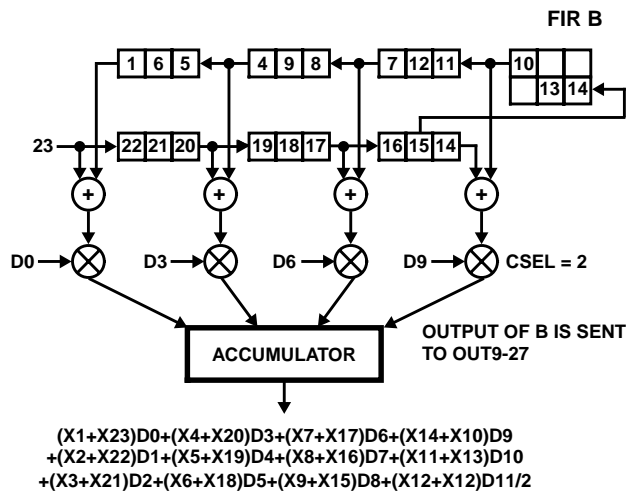 FIR B
1 6 5 4 9 8 7 12 11 10
13 14
23 22 21 20 19 18 17 16 15 14
+ + + +
D0 D3 D6 D9 CSEL = 2
OUTPUT OF B IS SENT
TO OUT9-27
ACCUMULATOR
(X1+X23)D0+(X4+X20)D3+(X7+X17)D6+(X14+X10)D9
+(X2+X22)D1+(X5+X19)D4+(X8+X16)D7+(X11+X13)D10
+(X3+X21)D2+(X6+X18)D5+(X9+X15)D8+(X12+X12)D11/2